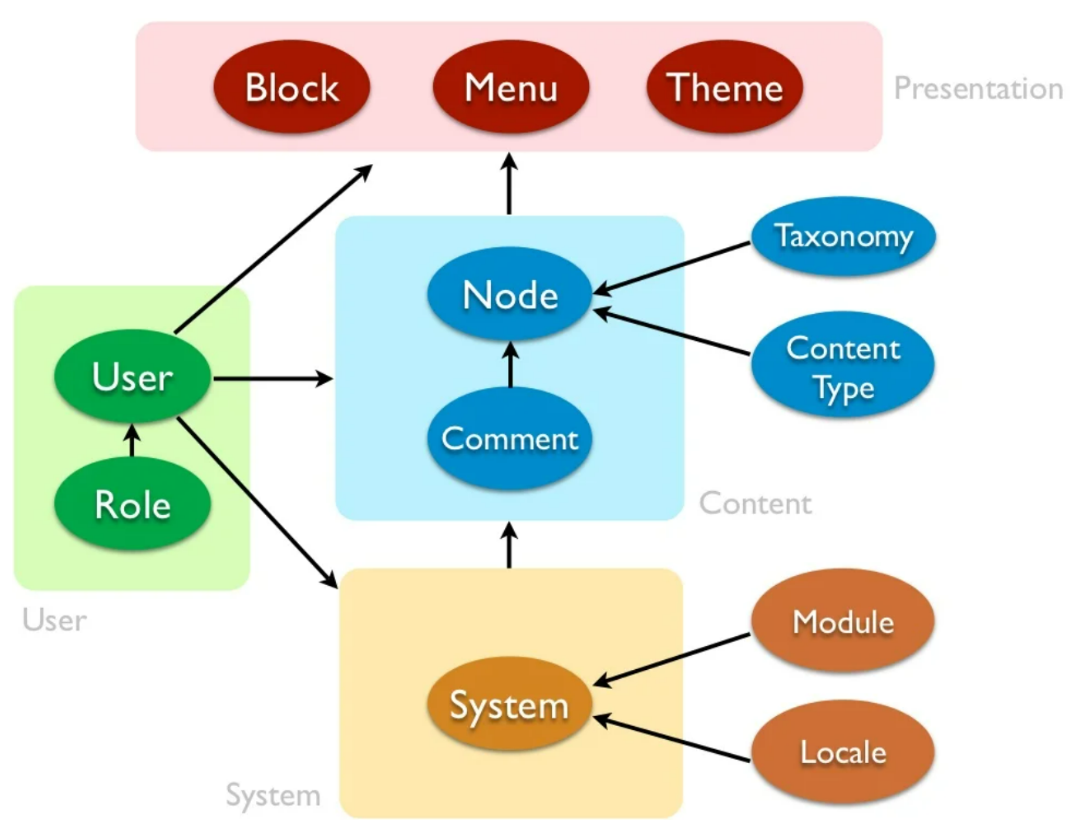 Block
Menu
Theme
Presentation
Taxonomy
Node
Content
Type
User
Comment
Role
Content
User
Module
System
Locale
System